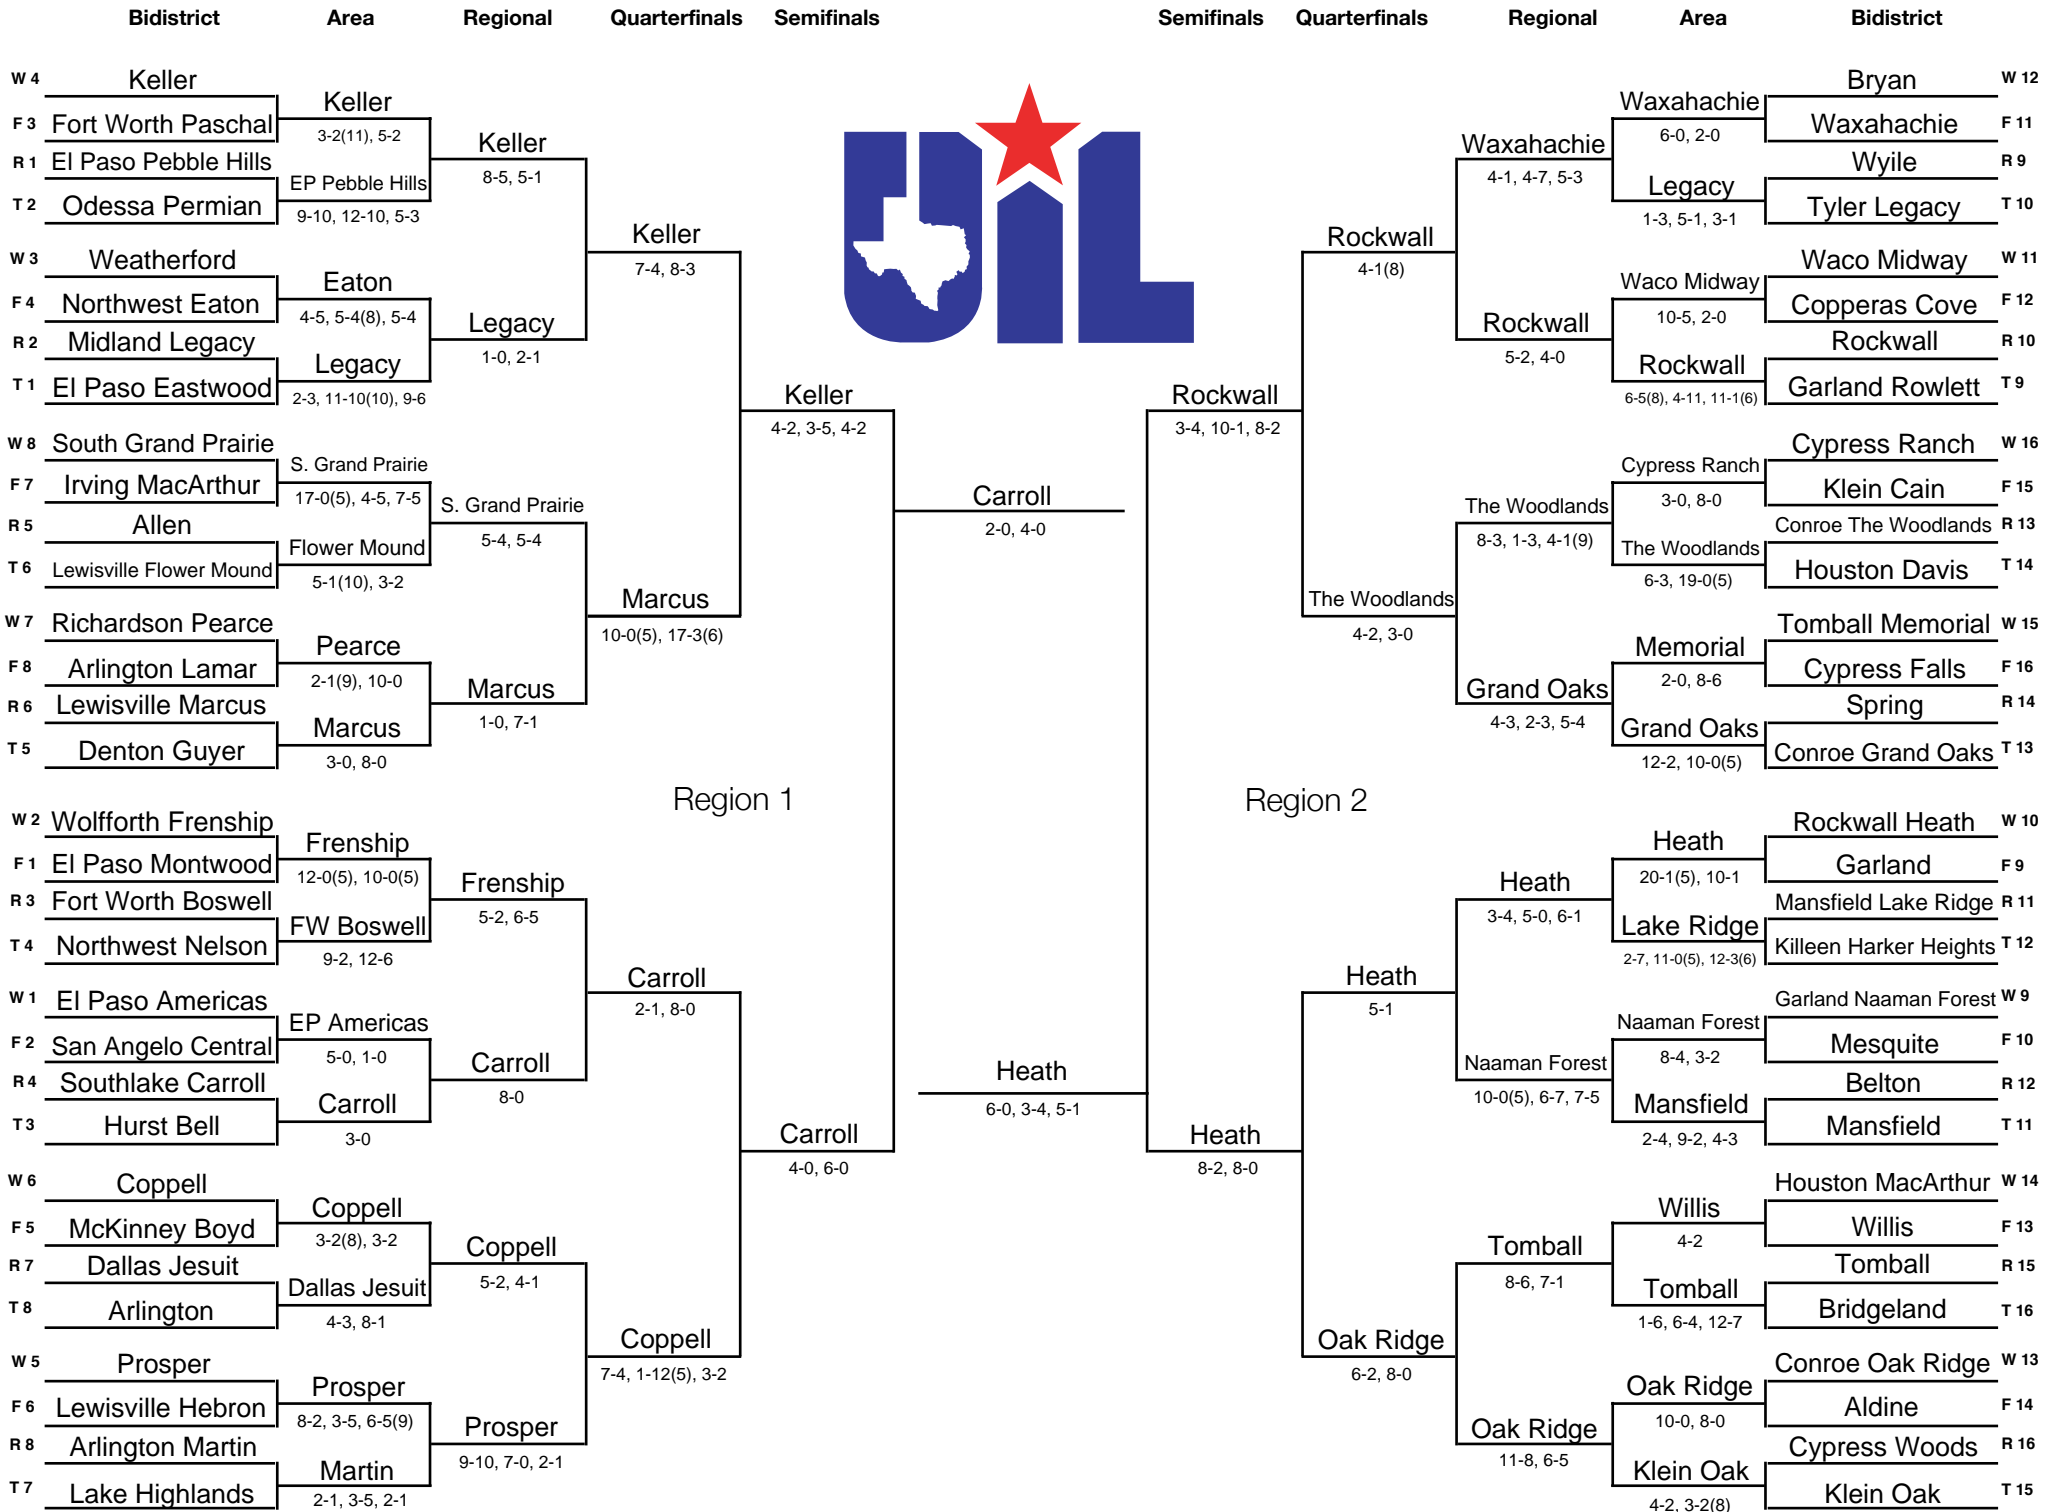 Bidistrict Area Regional Quarterfinals Semifinals
Semifinals Quarterfinals Regional Area Bidistrict
W 4 Keller
F 3 Fort Worth Paschal
R 1 El Paso Pebble Hills
T 2 Odessa Permian
W 3 Weatherford
F 4 Northwest Eaton
R 2 Midland Legacy
T 1 El Paso Eastwood
W 8 South Grand Prairie
F 7 Irving MacArthur
R 5 Allen
T 6 Lewisville Flower Mound
W 7 Richardson Pearce
F 8 Arlington Lamar
R 6 Lewisville Marcus
T 5 Denton Guyer
W 2 Wolfforth Frenship
F 1 El Paso Montwood
R 3 Fort Worth Boswell
T 4 Northwest Nelson
W 1 El Paso Americas
F 2 San Angelo Central
R 4 Southlake Carroll
T 3 Hurst Bell
W 6 Coppell
F 5 McKinney Boyd
R 7 Dallas Jesuit
T 8 Arlington
W 5 Prosper
F 6 Lewisville Hebron
R 8 Arlington Martin
T 7 Lake Highlands
Keller
3-2(11), 5-2
EP Pebble Hills
9-10, 12-10, 5-3
Eaton
4-5, 5-4(8), 5-4
Legacy
2-3, 11-10(10), 9-6
S. Grand Prairie
17-0(5), 4-5, 7-5
Flower Mound
5-1(10), 3-2
Pearce
2-1(9), 10-0
Marcus
3-0, 8-0
Frenship
12-0(5), 10-0(5)
FW Boswell
9-2, 12-6
EP Americas
5-0, 1-0
Carroll
3-0
Coppell
3-2(8), 3-2
Dallas Jesuit
4-3, 8-1
Prosper
8-2, 3-5, 6-5(9)
Martin
2-1, 3-5, 2-1
Keller
8-5, 5-1
Legacy
1-0, 2-1
S. Grand Prairie
5-4, 5-4
Marcus
1-0, 7-1
Frenship
5-2, 6-5
Carroll
8-0
Coppell
5-2, 4-1
Prosper
9-10, 7-0, 2-1
Keller
7-4, 8-3
Marcus
10-0(5), 17-3(6)
Carroll
2-1, 8-0
Coppell
7-4, 1-12(5), 3-2
Region 1
Keller
4-2, 3-5, 4-2
Carroll
4-0, 6-0
UIL
Carroll
2-0, 4-0
Heath
6-0, 3-4, 5-1
Rockwall
3-4, 10-1, 8-2
Heath
8-2, 8-0
Region 2
Rockwall
4-1(8)
The Woodlands
4-2, 3-0
Heath
5-1
Oak Ridge
6-2, 8-0
Waxahachie
4-1, 4-7, 5-3
Rockwall
5-2, 4-0
The Woodlands
8-3, 1-3, 4-1(9)
Grand Oaks
4-3, 2-3, 5-4
Heath
3-4, 5-0, 6-1
Naaman Forest
10-0(5), 6-7, 7-5
Tomball
8-6, 7-1
Oak Ridge
11-8, 6-5
Waxahachie
6-0, 2-0
Legacy
1-3, 5-1, 3-1
Waco Midway
10-5, 2-0
Rockwall
6-5(8), 4-11, 11-1(6)
Cypress Ranch
3-0, 8-0
The Woodlands
6-3, 19-0(5)
Memorial
2-0, 8-6
Grand Oaks
12-2, 10-0(5)
Heath
20-1(5), 10-1
Lake Ridge
2-7, 11-0(5), 12-3(6)
Naaman Forest
8-4, 3-2
Mansfield
2-4, 9-2, 4-3
Willis
4-2
Tomball
1-6, 6-4, 12-7
Oak Ridge
10-0, 8-0
Klein Oak
4-2, 3-2(8)
Bryan W 12
Waxahachie F 11
Wyile R 9
Tyler Legacy T 10
Waco Midway W 11
Copperas Cove F 12
Rockwall R 10
Garland Rowlett T 9
Cypress Ranch W 16
Klein Cain F 15
Conroe The Woodlands R 13
Houston Davis T 14
Tomball Memorial W 15
Cypress Falls F 16
Spring R 14
Conroe Grand Oaks T 13
Rockwall Heath W 10
Garland F 9
Mansfield Lake Ridge R 11
Killeen Harker Heights T 12
Garland Naaman Forest W 9
Mesquite F 10
Belton R 12
Mansfield T 11
Houston MacArthur W 14
Willis F 13
Tomball R 15
Bridgeland T 16
Conroe Oak Ridge W 13
Aldine F 14
Cypress Woods R 16
Klein Oak T 15